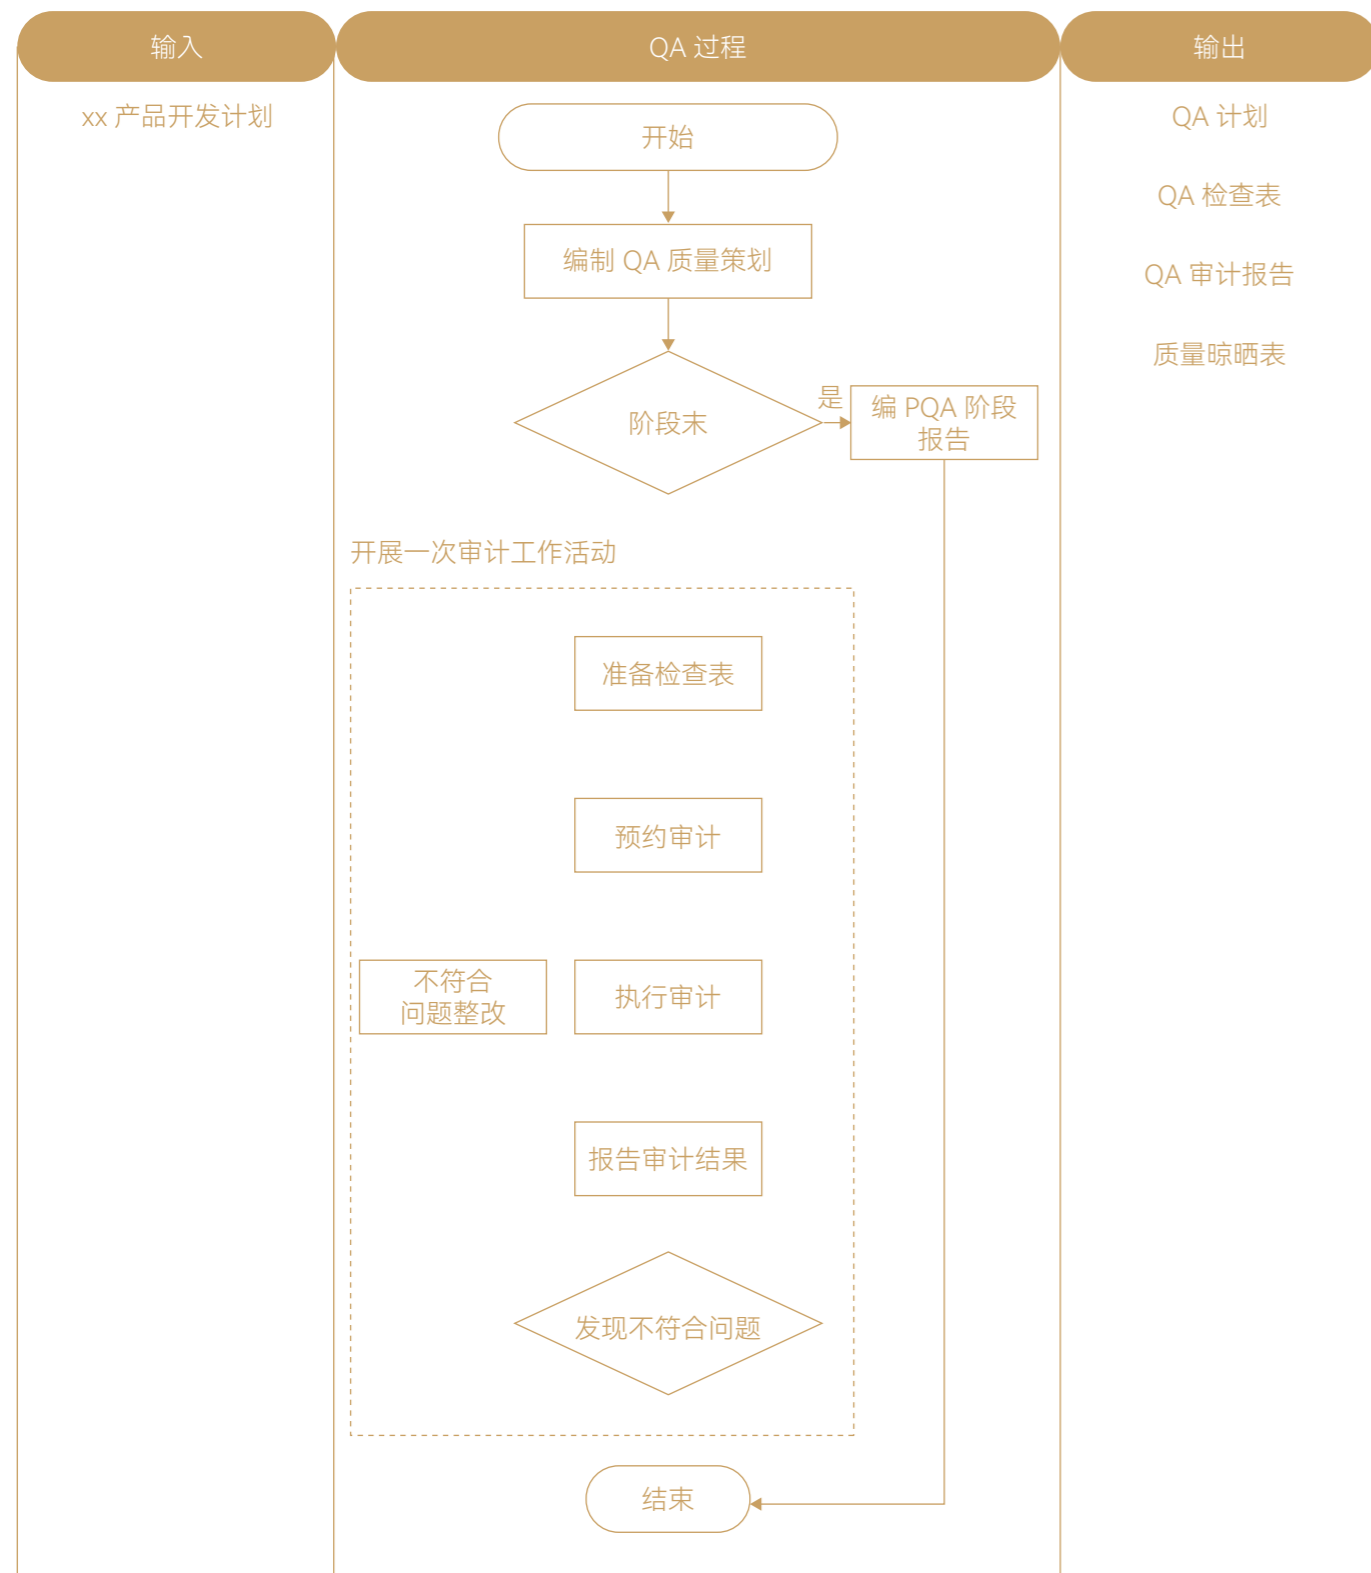 输入
QA 过程
输出
xx 产品开发计划
开始
QA 计划
QA 检查表
编制 QA 质量策划
QA 审计报告
质量晾晒表
阶段末
是
编 PQA 阶段
报告
开展一次审计工作活动
准备检查表
预约审计
不符合
问题整改
执行审计
报告审计结果
发现不符合问题
结束